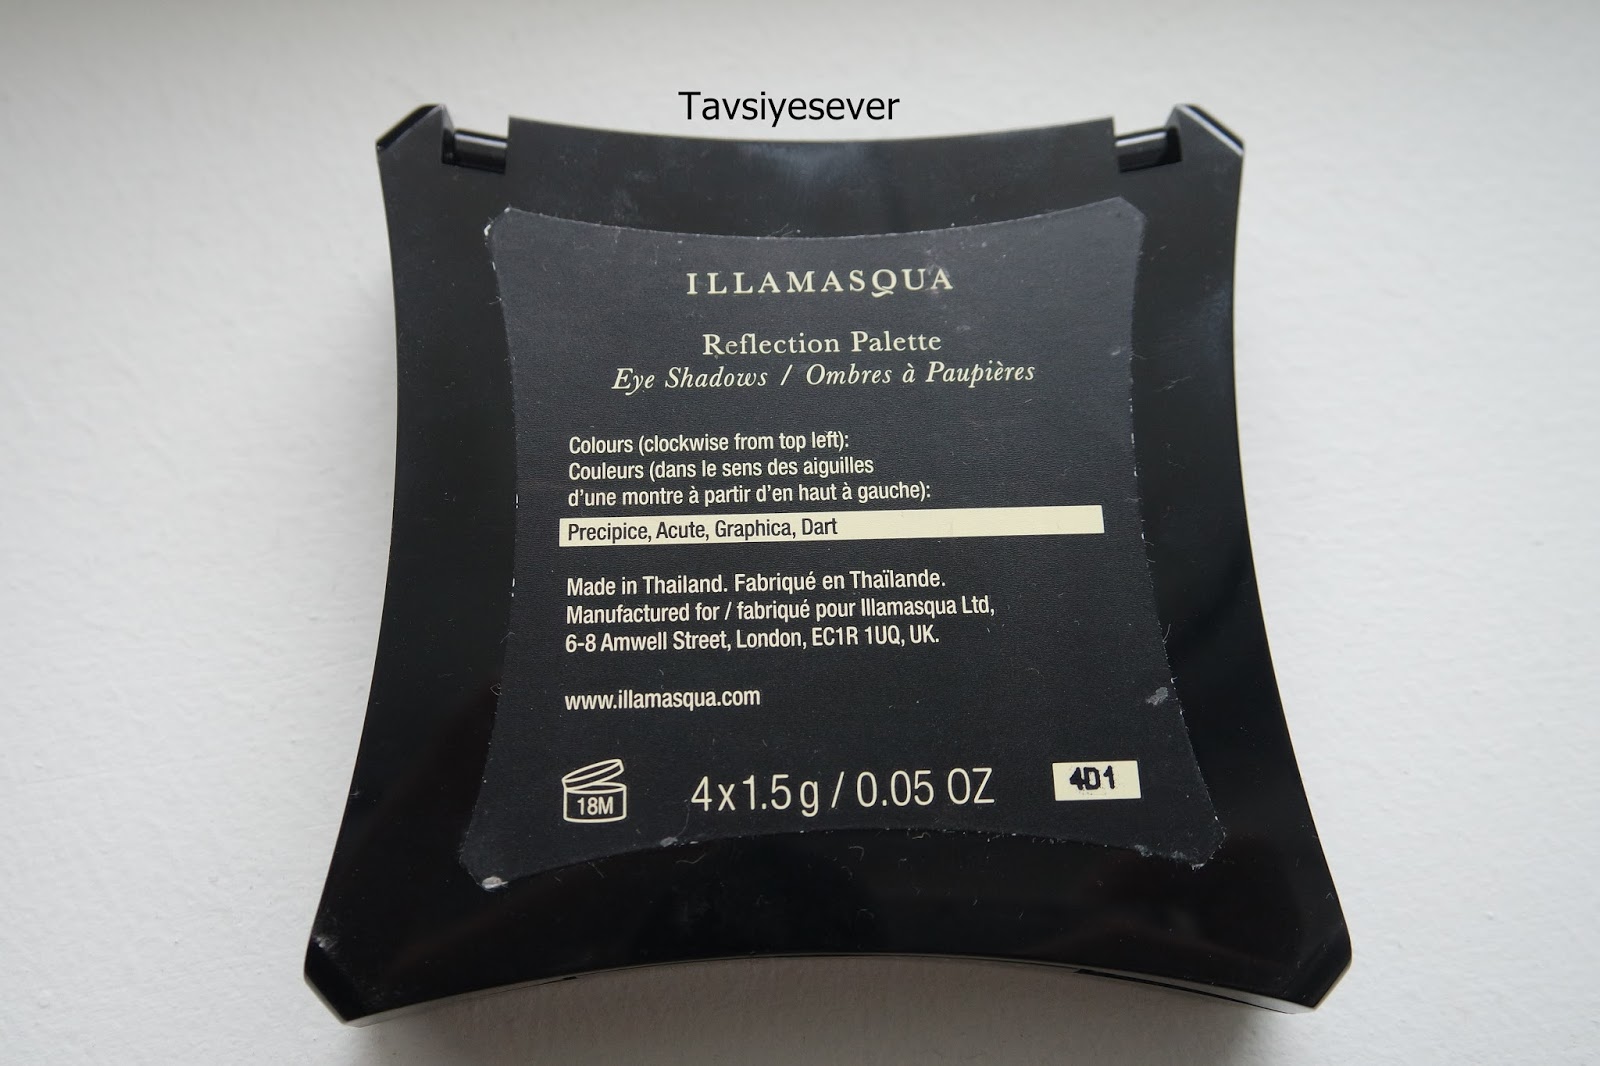 Tavsiyesever
ILLAMASQUA
Reflection Palette
Eye Shadows / Ombres à Paupières
Colours (clockwise from top left):
Couleurs (dans le sens des aiguilles
d'une montre à partir d'en haut à gauche):
Precipice, Acute, Graphica, Dart
Made in Thailand. Fabriqué en Thaïlande.
Manufactured for / fabriqué pour Illamasqua Ltd,
6-8 Amwell Street, London, EC1R 1UQ, UK.
www.illamasqua.com
18M
4x1.5g / 0.05 OZ
4D1